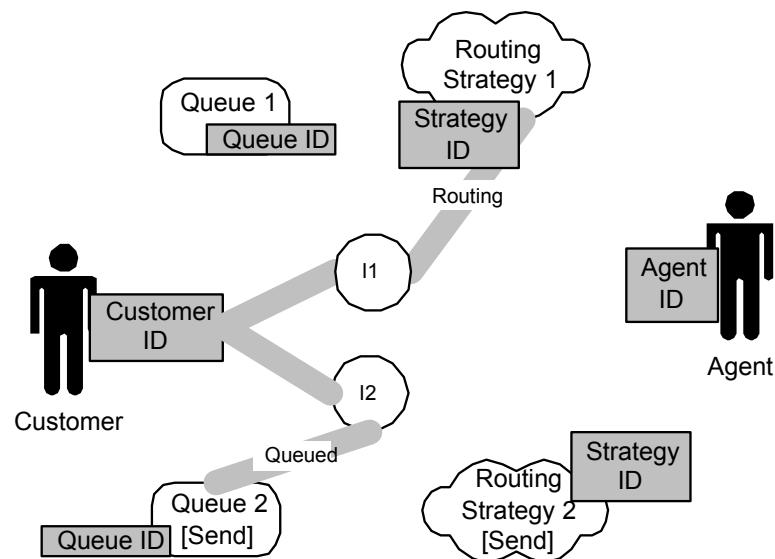 Routing
Strategy 1
Queue 1
Queue ID
Strategy
ID
Routing
I1
Agent
ID
Agent
Customer
ID
Customer
I2
Queued
Strategy
ID
Routing
Strategy 2
[Send]
Queue 2
[Send]
Queue ID